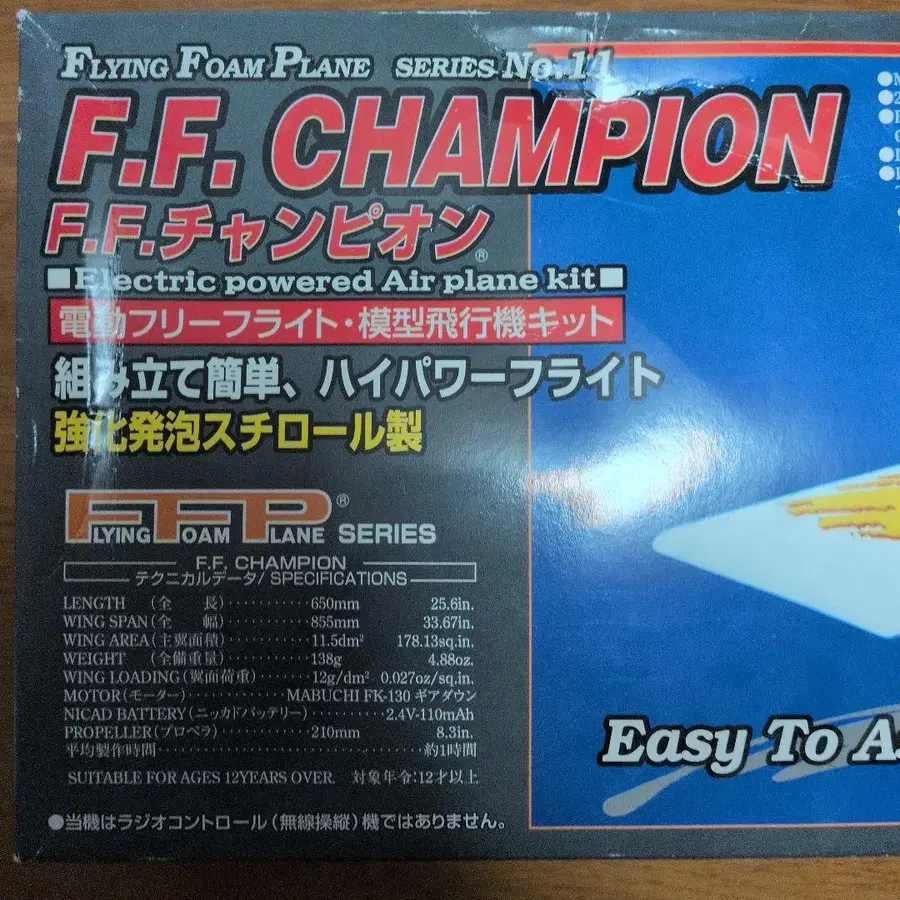 FLYING FOAM PLANE SERIES No.11
F.F. CHAMPION
F.F.チャンピオン®
■Electric powered Air plane kit■
電動フリーフライト・模型飛行機キット
組み立て簡単、ハイパワーフライト
強化発泡スチロール製
FLYING FOAM PLANE® SERIES
F.F. CHAMPION
テクニカルデータ/SPECIFICATIONS
LENGTH (全 長)··········650mm 25.6in.
WING SPAN(全 幅)··········855mm 33.67in.
WING AREA(主翼面積)··········11.5dm² 178.13sq.in.
WEIGHT (全備重量)··········138g 4.88oz.
WING LOADING(翼面荷重)··········12g/dm² 0.027oz/sq.in.
MOTOR(モーター)··········MABUCHI FK-130 ギアダウン
NICAD BATTERY(ニッカドバッテリー)··········2.4V-110mAh
PROPELLER(プロペラ)··········210mm 8.3in.
平均製作時間··········約1時間
SUITABLE FOR AGES 12YEARS OVER. 対象年令:12才以上
●当機はラジオコントロール(無線操縦)機ではありません。
Easy To A